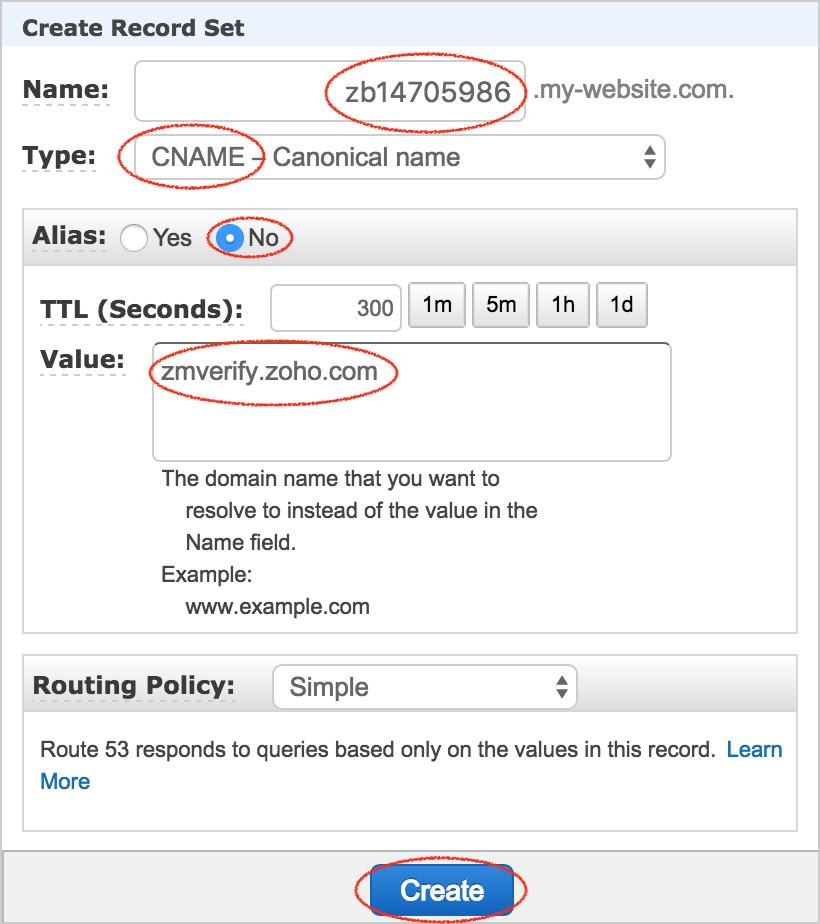 Create Record Set
Name: zb14705986 .my-website.com.
Type: CNAME – Canonical name
Alias: Yes No
TTL (Seconds): 300 1m 5m 1h 1d
Value: zmverify.zoho.com
The domain name that you want to
resolve to instead of the value in the
Name field.
Example:
www.example.com
Routing Policy: Simple
Route 53 responds to queries based only on the values in this record. Learn
More
Create